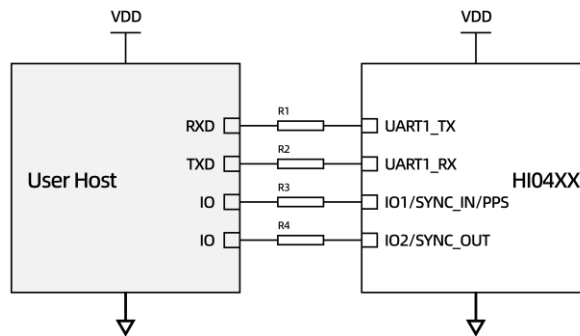 VDD VDD
R1
RXD UART1_TX
R2
TXD UART1_RX
User Host HI04XX
R3
IO IO1/SYNC_IN/PPS
R4
IO IO2/SYNC_OUT